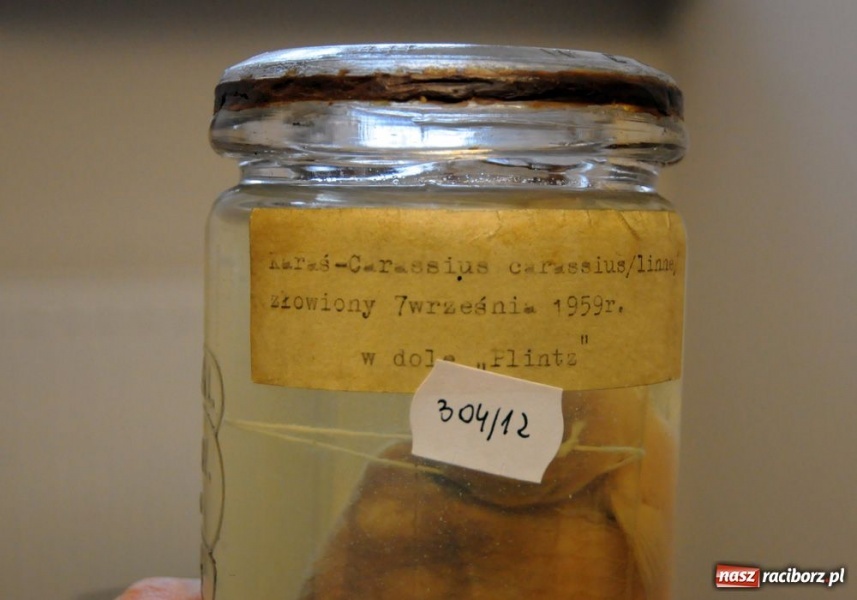 Karaś-Carassius carassius/linne/
złowiony 7września 1959r.
w dole „Plintz"
304/12
nasz raciborz.pl